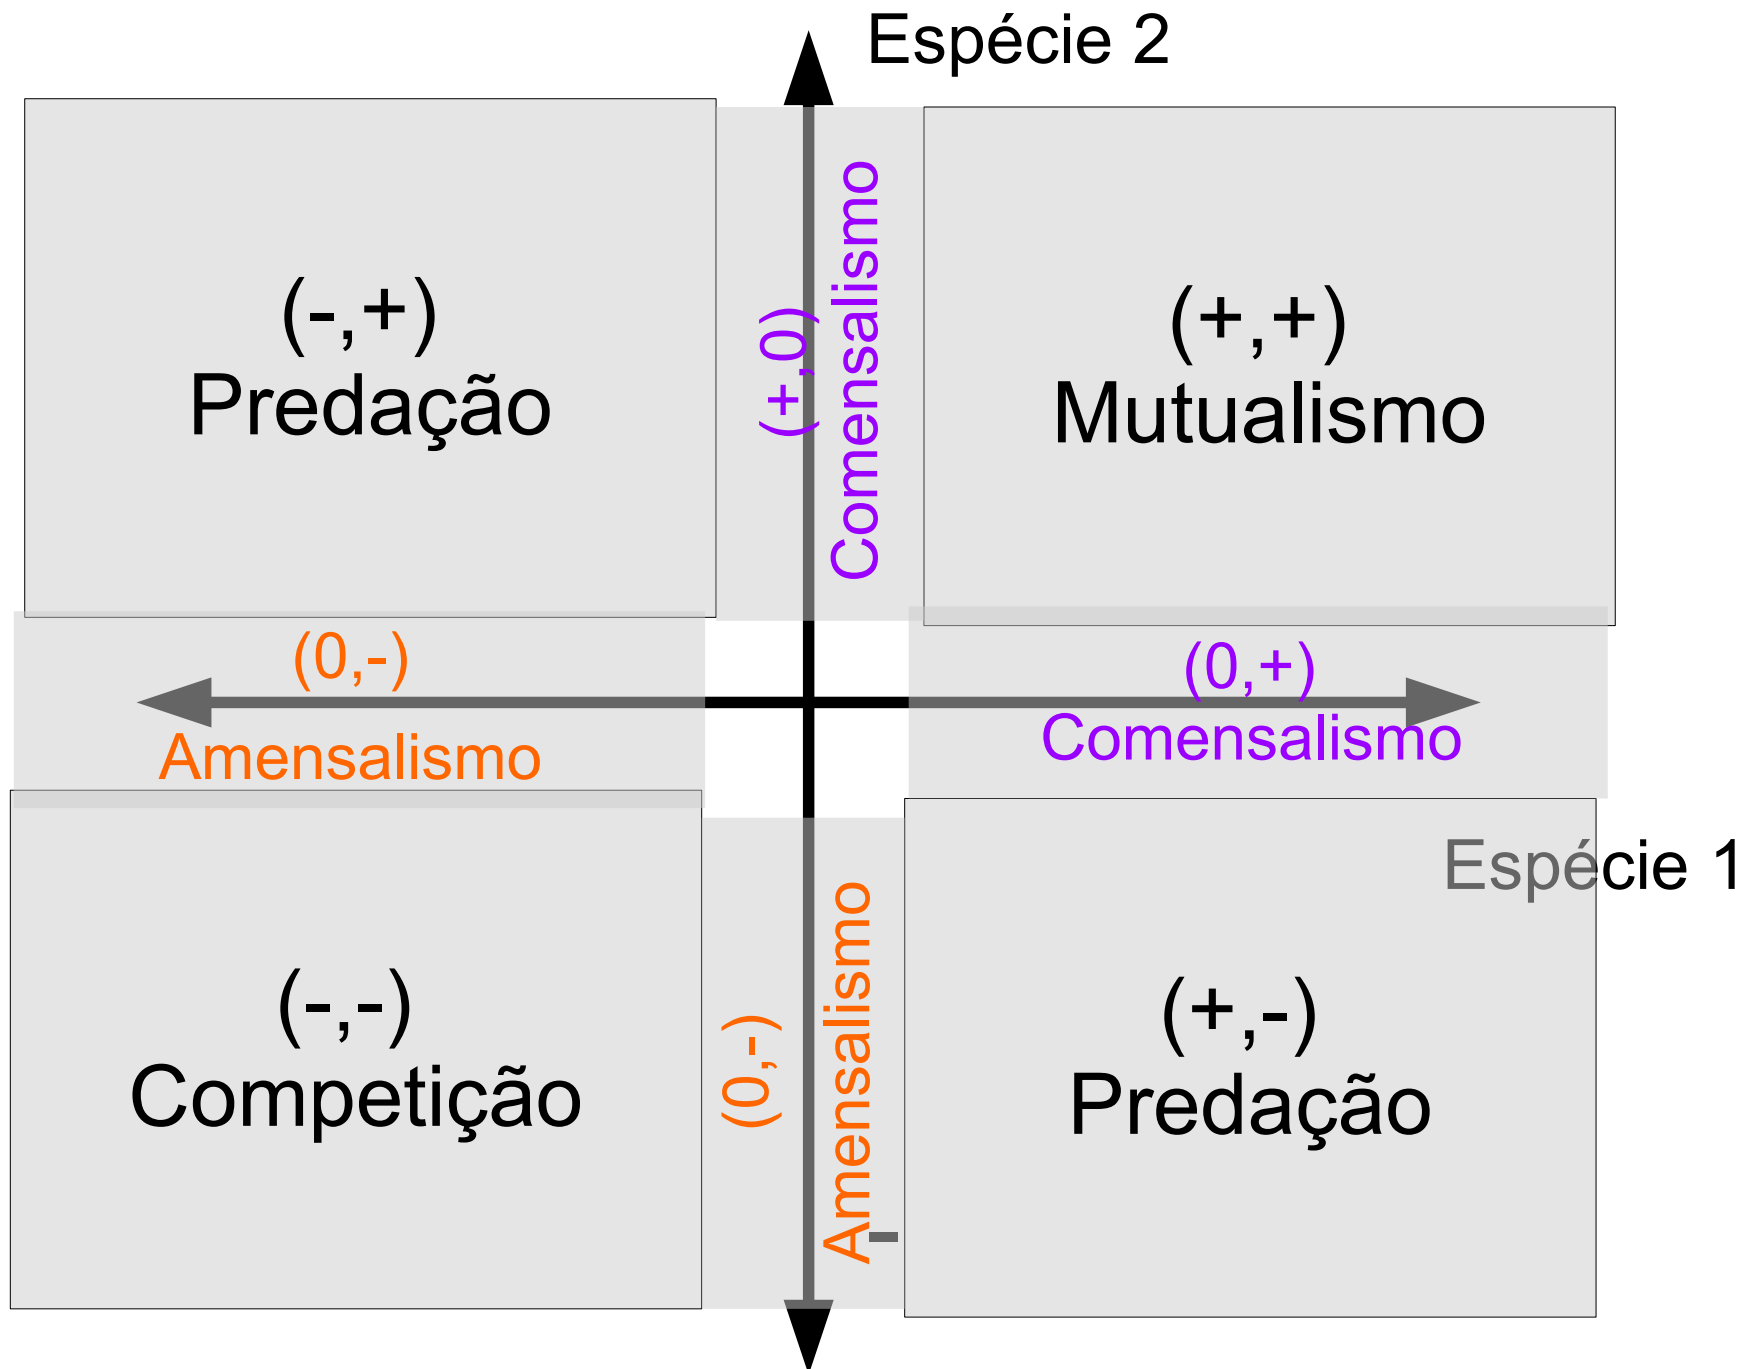 Espécie 2
(-,+)
Predação
(+,0)
Comensalismo
(+,+)
Mutualismo
(0,-)
Amensalismo
(0,+)
Comensalismo
Espécie 1
(-,-)
Competição
(0,-)
Amensalismo
-
(+,-)
Predação